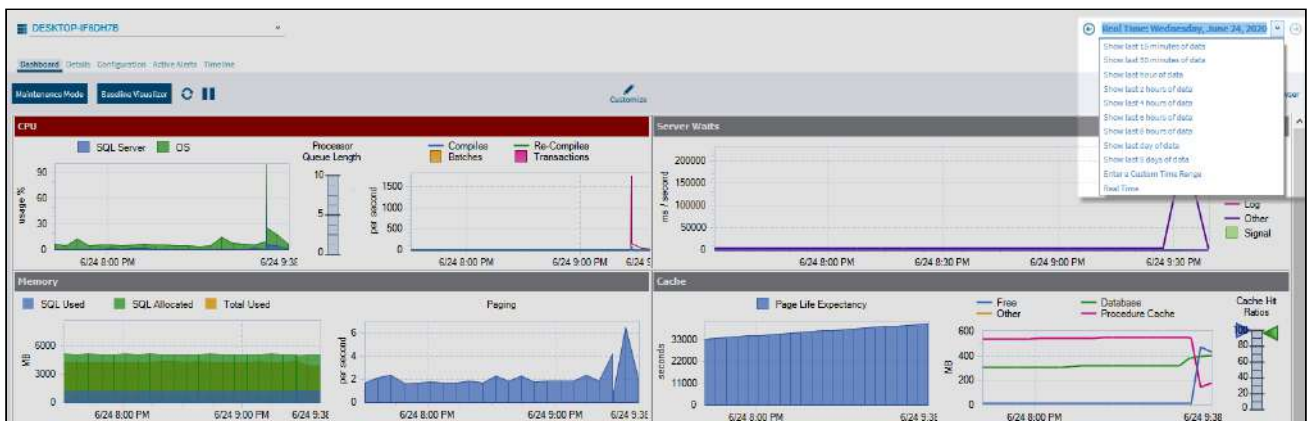 DESKTOP-IF6DH7B
Real Time: Wednesday, June 24, 2020
Show last 15 minutes of data
Show last 30 minutes of data
Show last hour of data
Show last 2 hours of data
Show last 4 hours of data
Show last 6 hours of data
Show last 8 hours of data
Show last day of data
Show last 5 days of data
Enter a Custom Time Range
Real Time
Dashboard Details Configuration Active Alerts Timeline
Maintenance Mode Baseline Visualizer
Customize
CPU
SQL Server OS
usage %
90
60
30
0
6/24 8:00 PM 6/24 9:38
Processor
Queue Length
10
5
0
Compiles Re-Compiles
Batches Transactions
per second
1500
1000
500
0
6/24 8:00 PM 6/24 9:00 PM 6/24 9
Server Waits
ms / second
200000
150000
100000
50000
0
6/24 8:00 PM 6/24 8:30 PM 6/24 9:00 PM 6/24 9:30 PM
Log
Other
Signal
Memory
SQL Used SQL Allocated Total Used
MB
6000
3000
0
6/24 8:00 PM 6/24 9:00 PM 6/24 9:38
Paging
per second
6
4
2
0
6/24 8:00 PM 6/24 9:00 PM 6/24 9:38
Cache
Page Life Expectancy
seconds
33000
22000
11000
0
6/24 8:00 PM 6/24 9:38
Free Database
Other Procedure Cache
MB
600
400
200
0
6/24 8:00 PM 6/24 9:38
Cache Hit
Ratios
100
80
60
40
20
0